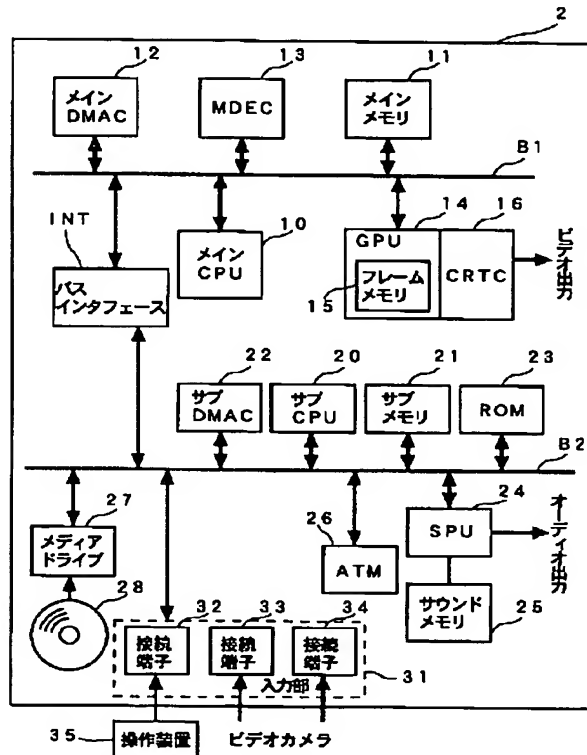 2
12
13
11
メイン
DMAC
MDEC
メイン
メモリ
B1
INT
10
14
16
バス
インタフェース
メイン
CPU
GPU
フレーム
メモリ
15
CRTC
ビデオ出力
22
20
21
23
サブ
DMAC
サブ
CPU
サブ
メモリ
ROM
B2
27
メディア
ドライブ
28
26
ATM
24
SPU
オーディオ出力
サウンド
メモリ
25
32
33
34
接続
端子
接続
端子
接続
端子
入力部
31
35
操作装置
ビデオカメラ